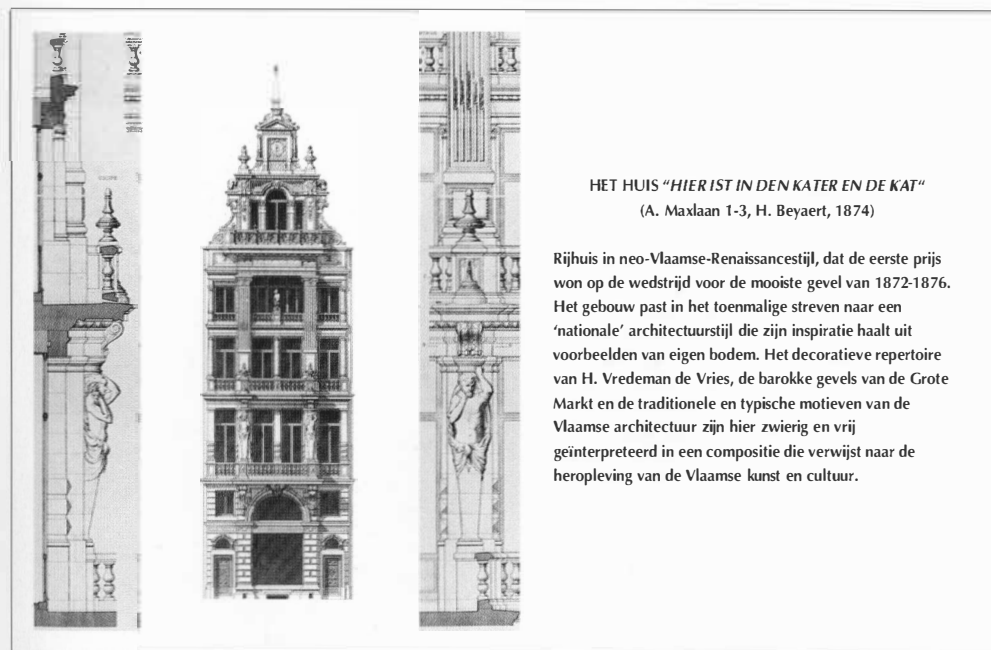 HET HUIS “HIER IST IN DEN KATER EN DE KAT“
(A. Maxlaan 1-3, H. Beyaert, 1874)
Rijhuis in neo-Vlaamse-Renaissancestijl, dat de eerste prijs
won op de wedstrijd voor de mooiste gevel van 1872-1876.
Het gebouw past in het toenmalige streven naar een
‘nationale’ architectuurstijl die zijn inspiratie haalt uit
voorbeelden van eigen bodem. Het decoratieve repertoire
van H. Vredeman de Vries, de barokke gevels van de Grote
Markt en de traditionele en typische motieven van de
Vlaamse architectuur zijn hier zwierig en vrij
geïnterpreteerd in een compositie die verwijst naar de
heropleving van de Vlaamse kunst en cultuur.